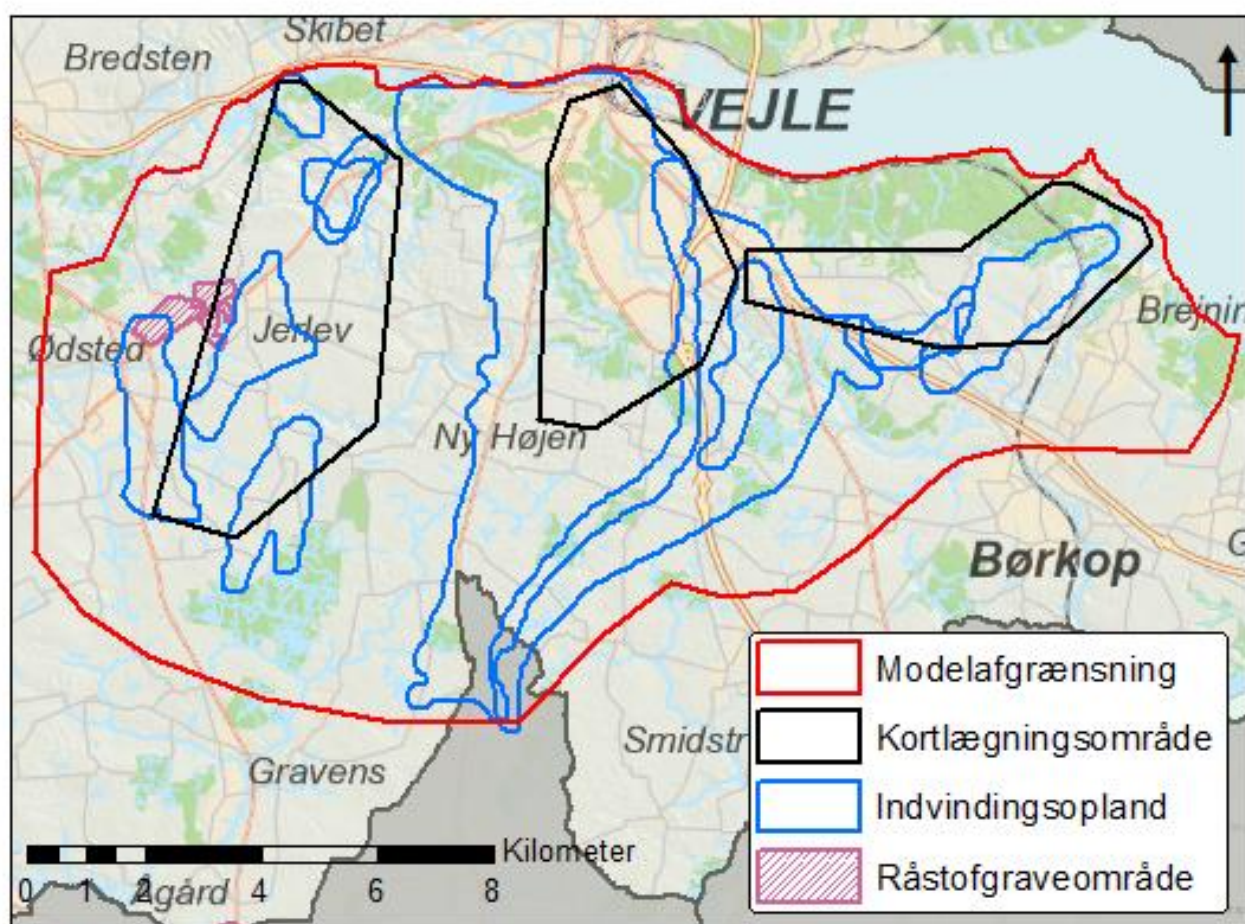 Skibet
Bredsten
VEJLE
Ødsted
Jerlev
Brejnin
Ny Højen
Børkop
G
Smidstr
Gravens
Modelafgrænsning
Kortlægningsområde
Indvindingsopland
Råstofgraveområde
Kilometer
0 1 2 4 6 8
Ågård